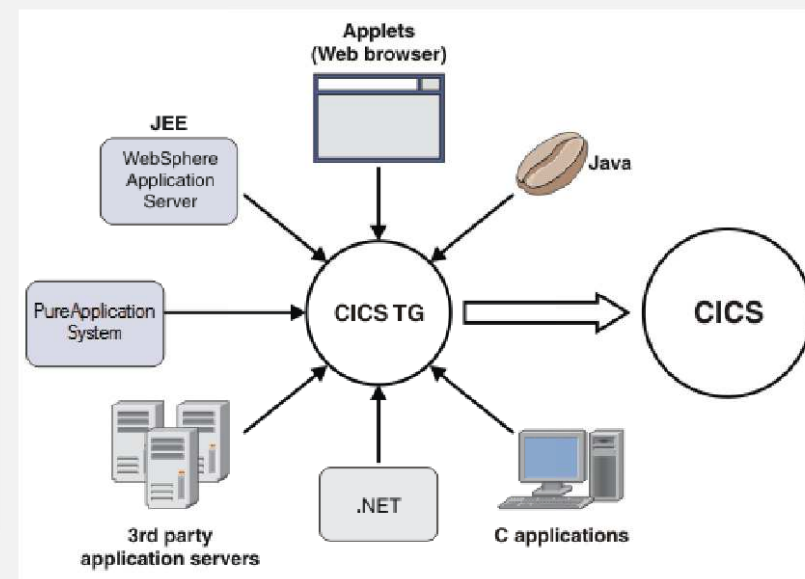 Applets
(Web browser)
JEE
WebSphere
Application
Server
Java
PureApplication
System
CICS TG
CICS
3rd party
application servers
.NET
C applications